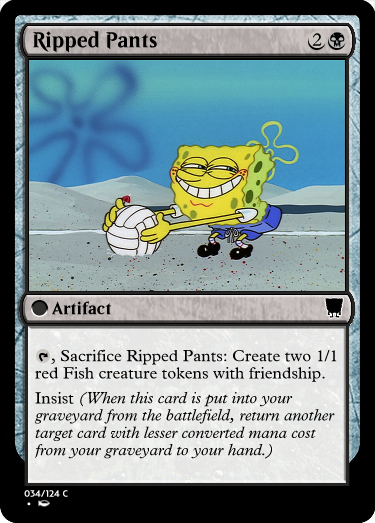 Ripped Pants 2
Artifact
, Sacrifice Ripped Pants: Create two 1/1
red Fish creature tokens with friendship.
Insist (When this card is put into your
graveyard from the battlefield, return another
target card with lesser converted mana cost
from your graveyard to your hand.)
034/124 C